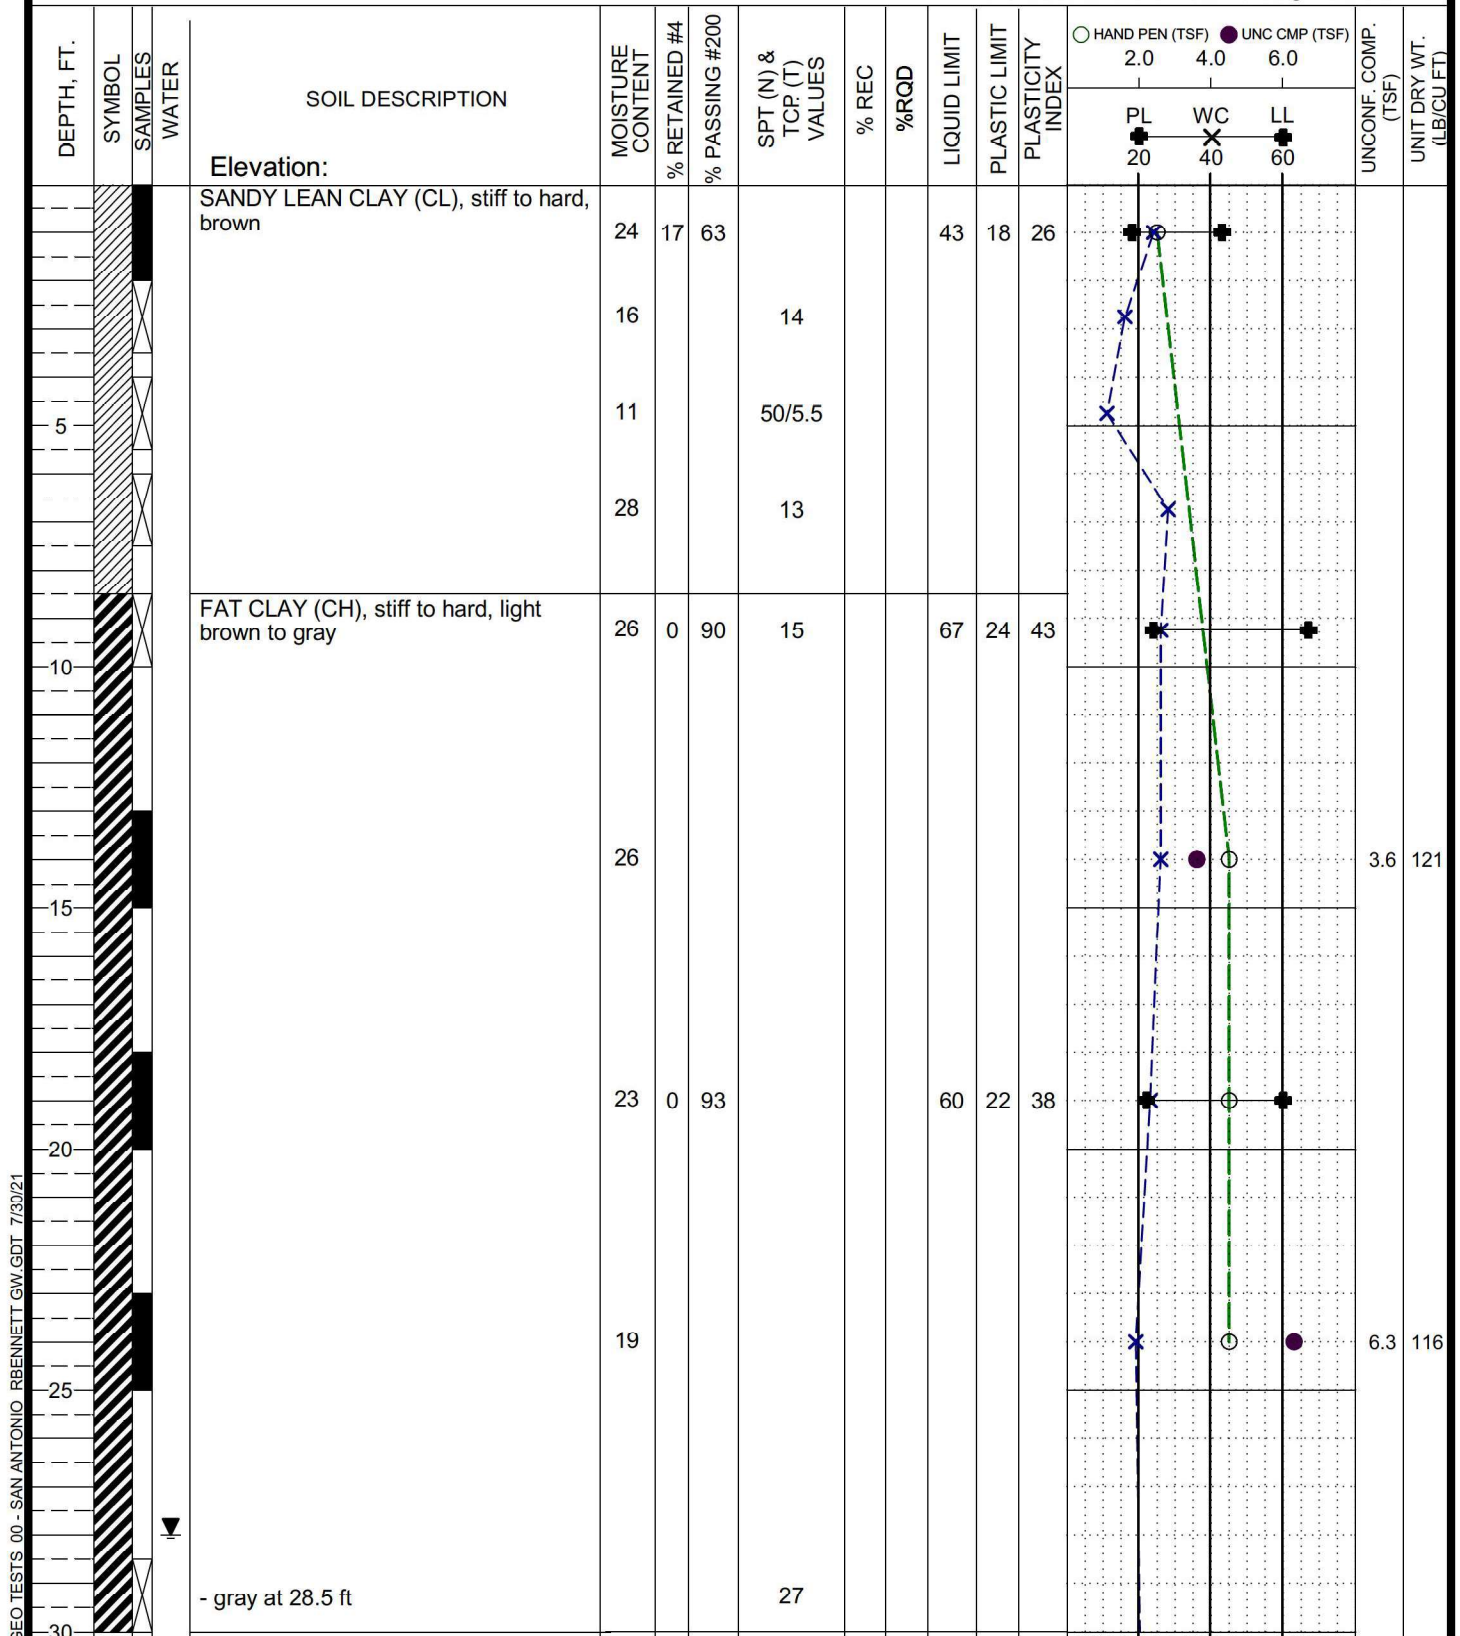 HAND PEN (TSF) UNC CMP (TSF)
2.0 4.0 6.0
DEPTH, FT.
SYMBOL
SAMPLES
WATER
SOIL DESCRIPTION
Elevation:
MOISTURE
CONTENT
% RETAINED #4
% PASSING #200
SPT (N) &
TCP (T)
VALUES
% REC
%RQD
LIQUID LIMIT
PLASTIC LIMIT
PLASTICITY
INDEX
PL WC LL
20 40 60
UNCONF. COMP.
(TSF)
UNIT DRY WT.
(LB/CU FT)
SANDY LEAN CLAY (CL), stiff to hard,
brown
24 17 63 43 18 26
16 14
11 50/5.5
5
28 13
FAT CLAY (CH), stiff to hard, light
brown to gray
26 0 90 15 67 24 43
10
26 3.6 121
15
23 0 93 60 22 38
20
19 6.3 116
25
- gray at 28.5 ft
27
30
GEO TESTS 00 - SAN ANTONIO RBENNETT GW.GDT 7/30/21